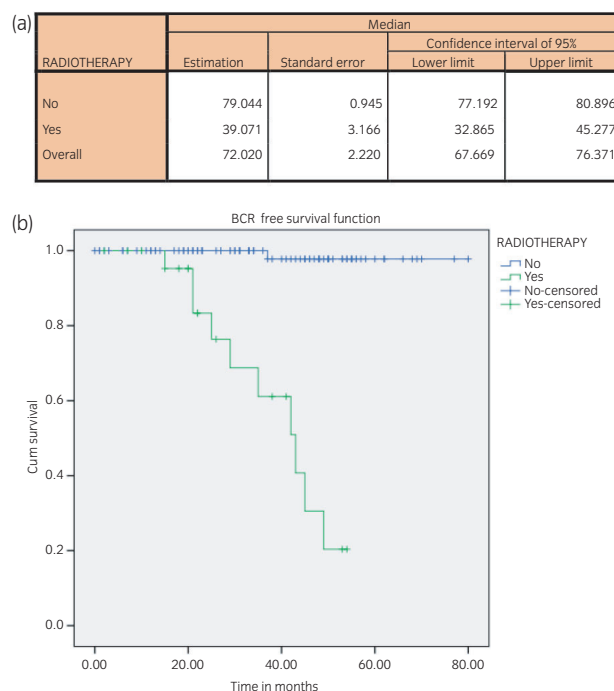 (a)
Median
Confidence interval of 95%
RADIOTHERAPY Estimation Standard error Lower limit Upper limit
No 79.044 0.945 77.192 80.896
Yes 39.071 3.166 32.865 45.277
Overall 72.020 2.220 67.669 76.371
(b)
BCR free survival function
RADIOTHERAPY
No
Yes
No-censored
Yes-censored
1.0
0.8
0.6
0.4
0.2
0.0
Cum survival
0.00 20.00 40.00 60.00 80.00
Time in months